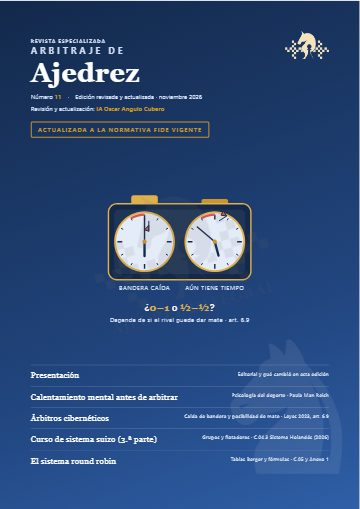 REVISTA ESPECIALIZADA
ARBITRAJE DE
Ajedrez
Número 11 · Edición revisada y actualizada · noviembre 2026
Revisión y actualización: IA Oscar Angulo Cubero
ACTUALIZADA A LA NORMATIVA FIDE VIGENTE
BANDERA CAÍDA AÚN TIENE TIEMPO
¿0–1 o ½–½?
Depende de si el rival puede dar mate · art. 6.9
Presentación Editorial y qué cambió en esta edición
Calentamiento mental antes de arbitrar Psicología del deporte · Paula Man Reich
Árbitros cibernéticos Caída de bandera y posibilidad de mate · Leyes 2023, art. 6.9
Curso de sistema suizo (3.ª parte) Grupos y flotadores · C.04.3 Sistema Holandés (2026)
El sistema round robin Tablas Berger y fórmulas · C.05 y Anexo 1